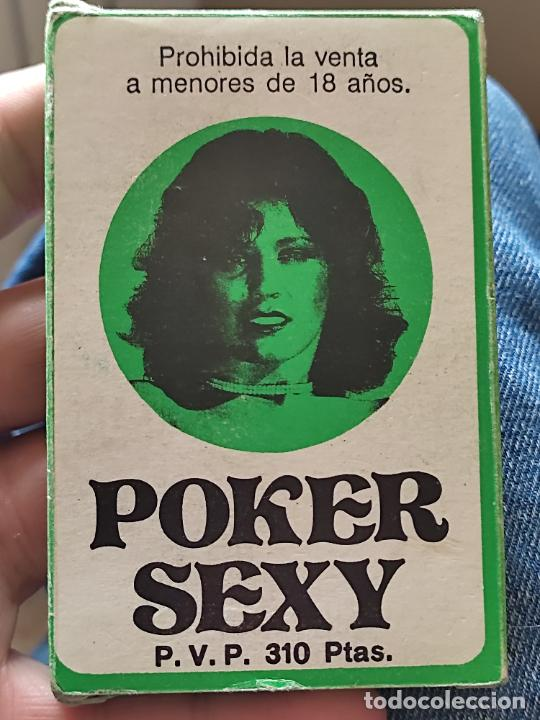 Prohibida la venta
a menores de 18 años.
POKER
SEXY
P.V.P. 310 Ptas.
todocoleccion